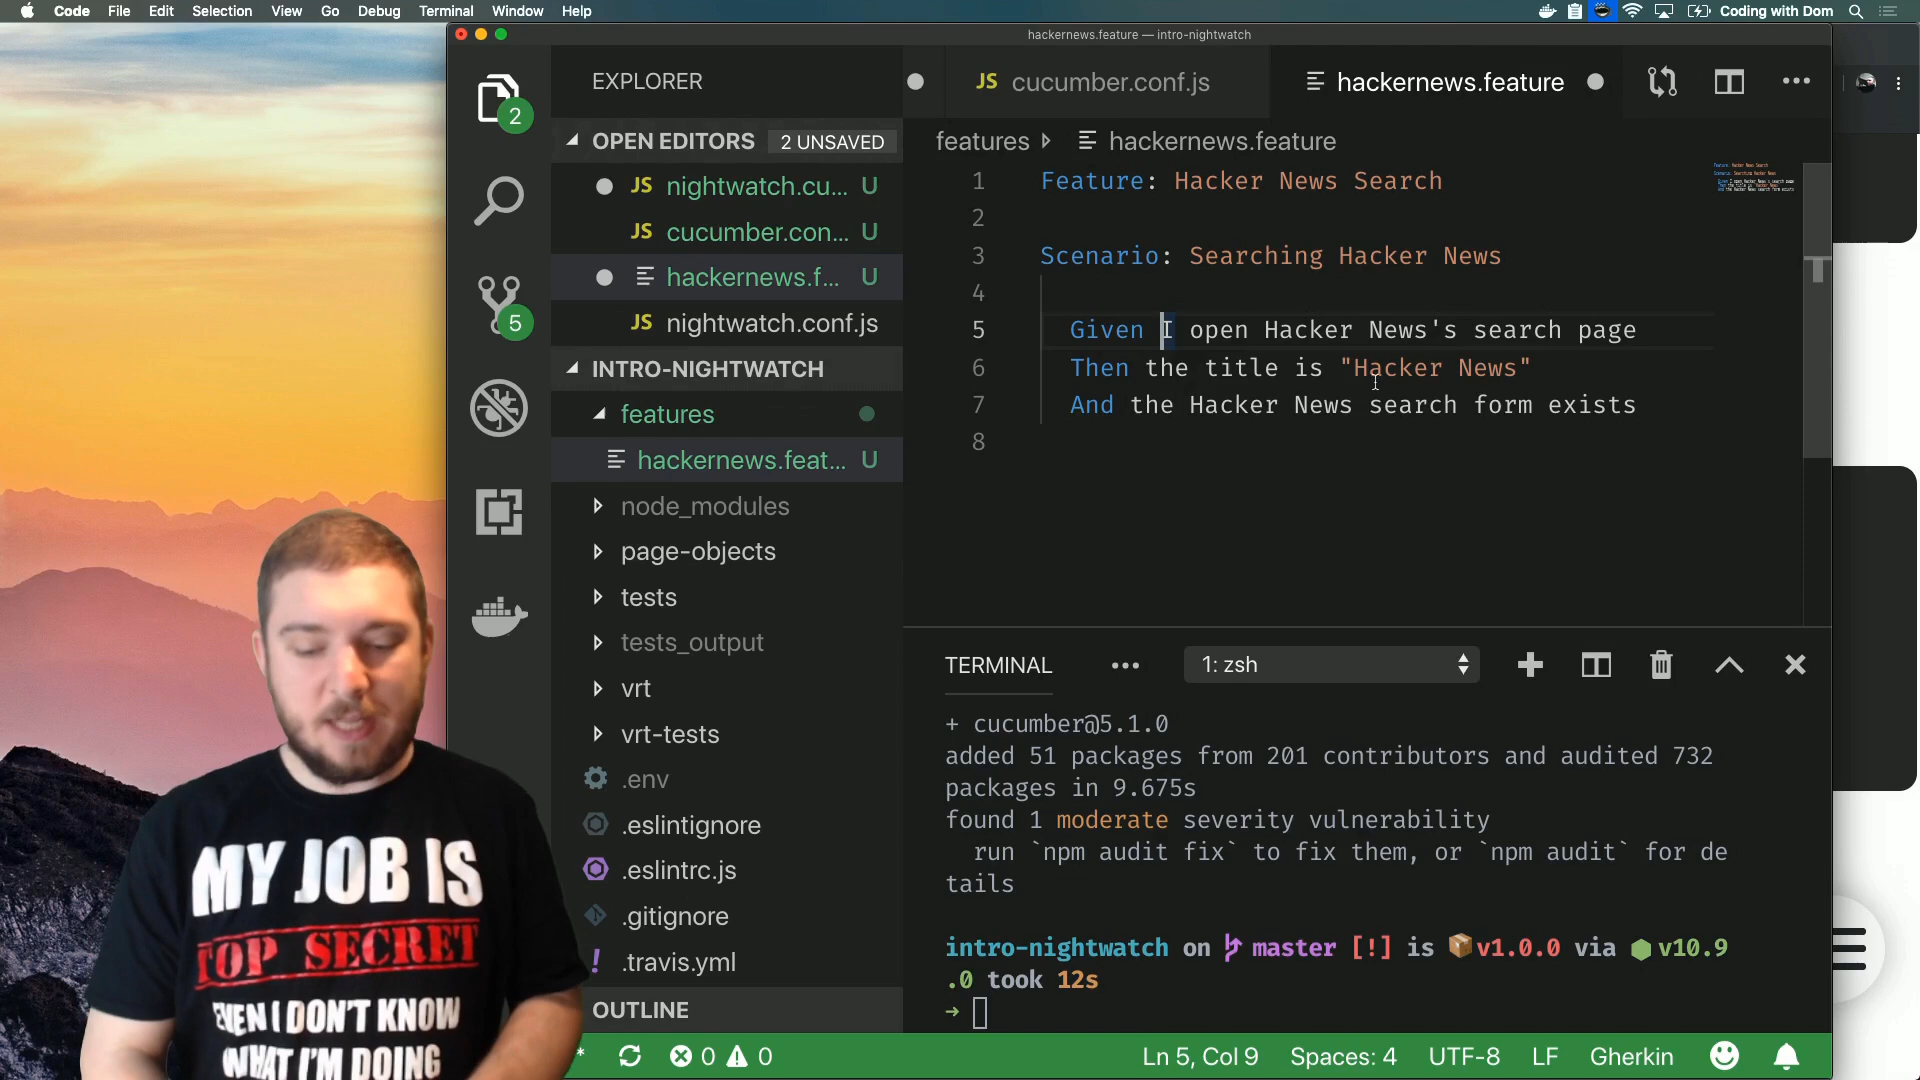 Code File Edit Selection View Go Debug Terminal Window Help
Coding with Dom
hackernews.feature — intro-nightwatch
EXPLORER
2
JS cucumber.conf.js
hackernews.feature
OPEN EDITORS 2 UNSAVED
JS nightwatch.cu... U
JS cucumber.con... U
hackernews.f... U
JS nightwatch.conf.js
5
INTRO-NIGHTWATCH
features
hackernews.feat... U
node_modules
page-objects
tests
tests_output
vrt
vrt-tests
.env
.eslintignore
.eslintrc.js
.gitignore
! .travis.yml
OUTLINE
features hackernews.feature
1 Feature: Hacker News Search
2
3 Scenario: Searching Hacker News
4
5 Given I open Hacker News's search page
6 Then the title is "Hacker News"
7 And the Hacker News search form exists
8
TERMINAL ••• 1: zsh
+ cucumber@5.1.0
added 51 packages from 201 contributors and audited 732
packages in 9.675s
found 1 moderate severity vulnerability
run `npm audit fix` to fix them, or `npm audit` for de
tails
intro-nightwatch on master [!] is v1.0.0 via v10.9
.0 took 12s
→
* 0 0 Ln 5, Col 9 Spaces: 4 UTF-8 LF Gherkin
MY JOB IS
TOP SECRET
EVEN I DON'T KNOW
WHAT I'M DOING